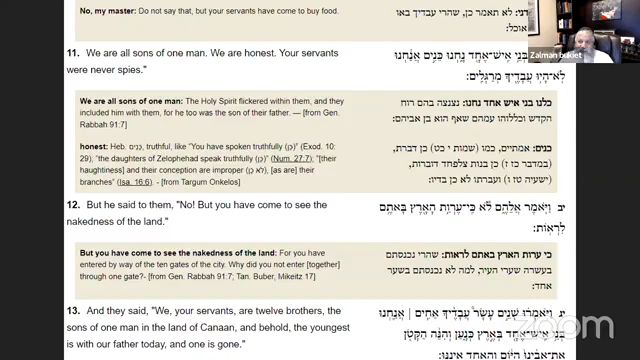 No, my master: Do not say that, but your servants have come to buy food.
לא תאמר כן, שהרי עבדיך באו
אוכל:
11. We are all sons of one man. We are honest. Your servants
were never spies."
בְּנֵי אִישׁ־אֶחָד נָחְנוּ כֵּנִים אֲנַחְנוּ
לֹא־הָיוּ עֲבָדֶיךָ מְרַגְּלִים:
We are all sons of one man: The Holy Spirit flickered within them, and they
included him with them, for he too was the son of their father. — [from Gen.
Rabbah 91:7]
honest: Heb. כֵּנִים, truthful, like "You have spoken truthfully (כֵּן)" (Exod. 10:
29); "the daughters of Zelophehad speak truthfully (כֵּן)" (Num. 27:7); "[their
haughtiness] and their conception are improper (לֹא כֵן), [as are] their
branches" (Isa. 16:6). - [from Targum Onkelos]
כלנו בני איש אחד נחנו: נצנצה בהם רוח
הקדש וכללוהו עמהם שאף הוא בן אביהם:
כנים: אמתיים, כמו (שמות י כט) כן דברת,
(במדבר כז ז) כן בנות צלפחד דוברות,
(ישעיה טז ו) ועברתו לא כן בדיו:
12. But he said to them, "No! But you have come to see the
nakedness of the land."
יב וַיֹּאמֶר אֲלֵהֶם לֹא כִּי־עֶרְוַת הָאָרֶץ בָּאתֶם
לִרְאוֹת:
But you have come to see the nakedness of the land: For you have
entered by way of the ten gates of the city. Why did you not enter [together]
through one gate?- [from Gen. Rabbah 91:7; Tan. Buber, Mikeitz 17]
כי ערות הארץ באתם לראות: שהרי נכנסתם
בעשרה שערי העיר, למה לא נכנסתם בשער
אחד:
13. And they said, "We, your servants, are twelve brothers, the
sons of one man in the land of Canaan, and behold, the youngest
is with our father today, and one is gone."
יג וַיֹּאמְרוּ שְׁנֵים עָשָׂר עֲבָדֶיךָ אַחִים | אֲנַחְנוּ
בְּנֵי אִישׁ־אֶחָד בְּאֶרֶץ כְּנָעַן וְהִנֵּה הַקָּטֹן
אֶת־אָבִינוּ הַיּוֹם וְהָאֶחָד אֵינֶנּוּ:
Zalman bukiet
zoom